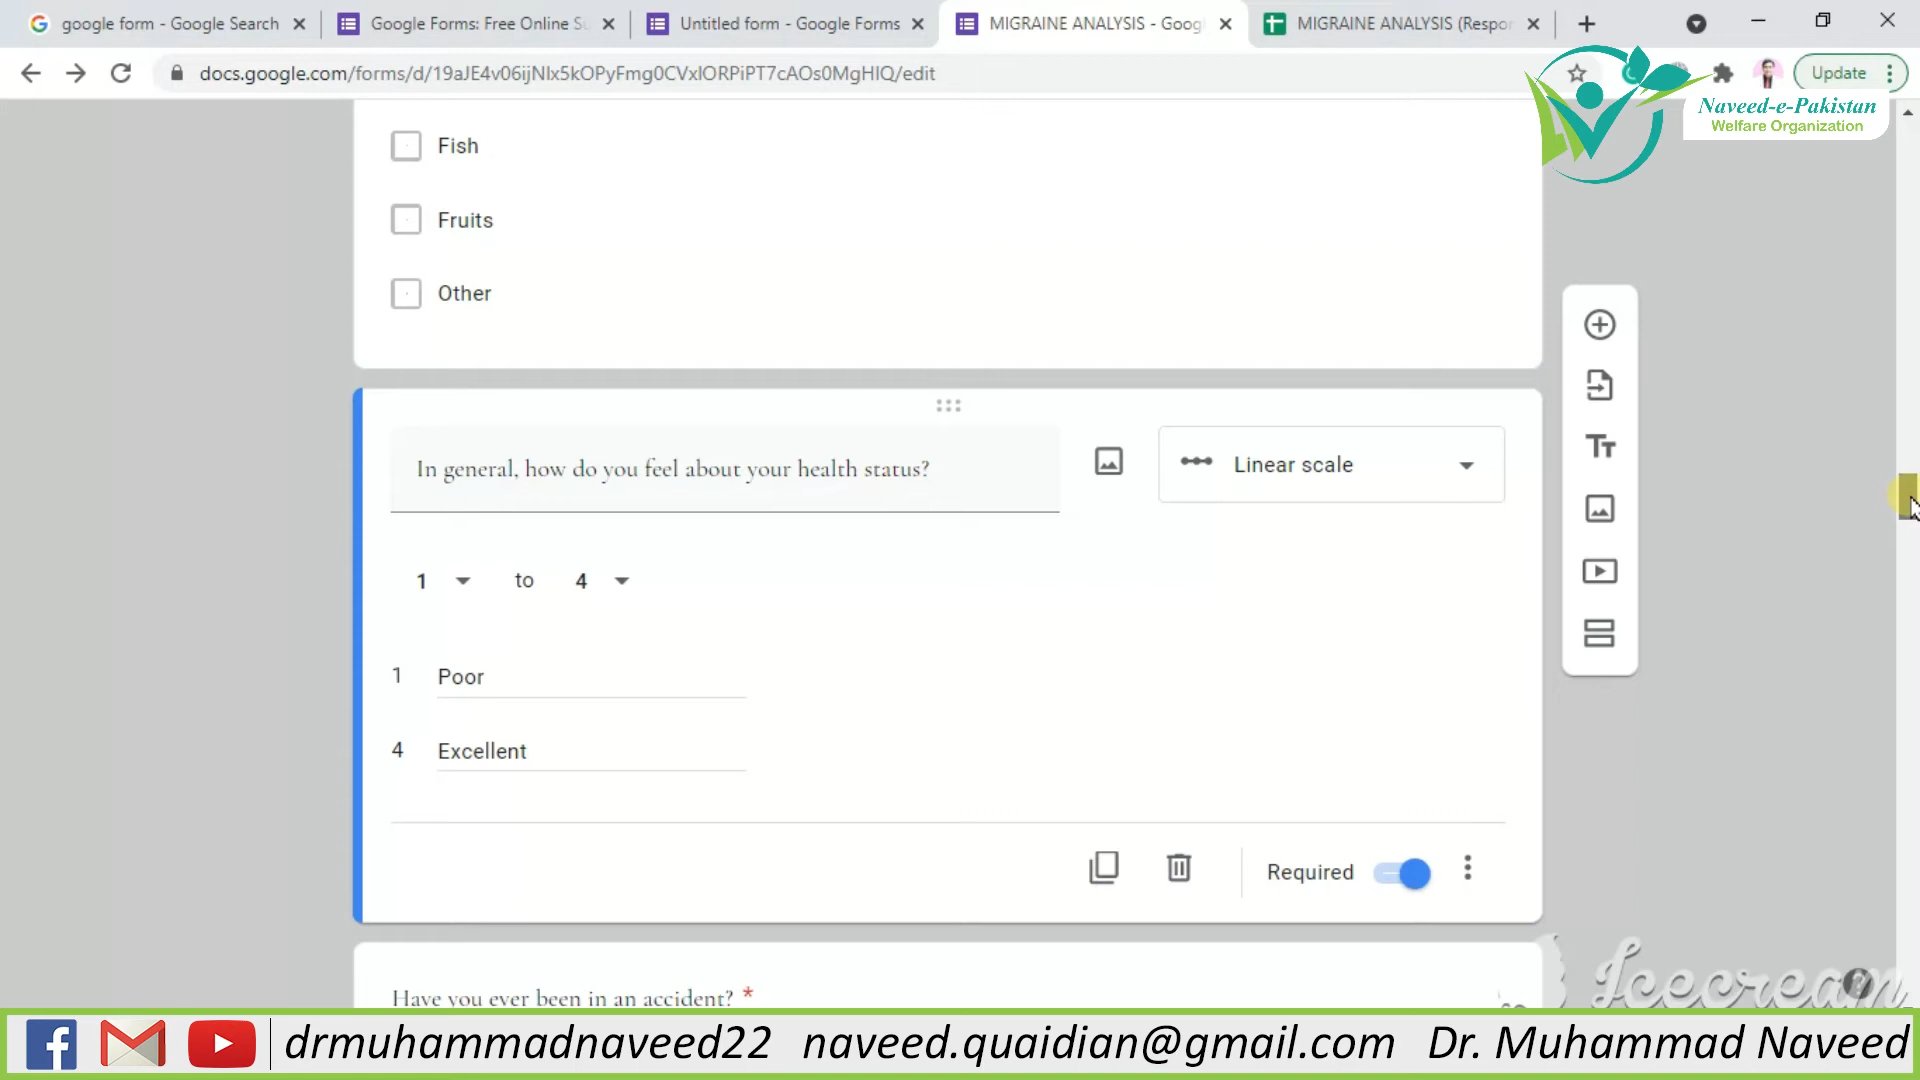 google form - Google Search
Google Forms: Free Online Su
Untitled form - Google Forms
MIGRAINE ANALYSIS - Goog
MIGRAINE ANALYSIS (Respon
docs.google.com/forms/d/19aJE4v06ijNIx5kOPyFmg0CVxlORPiPT7cAOs0MgHIQ/edit
Update
Naveed-e-Pakistan
Welfare Organization
Fish
Fruits
Other
In general, how do you feel about your health status?
Linear scale
1 to 4
1 Poor
4 Excellent
Required
Have you ever been in an accident? *
Icecream
drmuhammadnaveed22 naveed.quaidian@gmail.com Dr. Muhammad Naveed